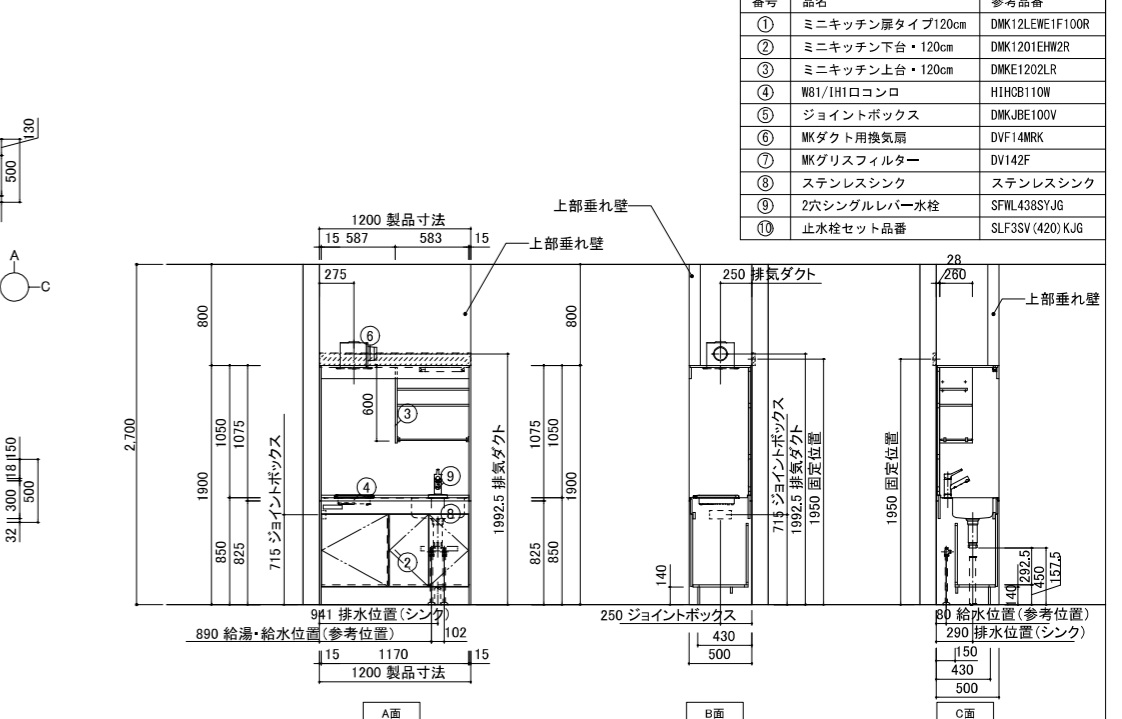 番号 品名 参考品番
① ミニキッチン扉タイプ120cm DMK12LEWE1F100R
② ミニキッチン下台・120cm DMK1201EHW2R
③ ミニキッチン上台・120cm DMKE1202LR
④ W81/IH1口コンロ HIHCB110W
⑤ ジョイントボックス DMKJBE100V
⑥ MKダクト用換気扇 DVF14MRK
⑦ MKグリスフィルター DV142F
⑧ ステンレスシンク ステンレスシンク
⑨ 2穴シングルレバー水栓 SFWL438SYJG
⑩ 止水栓セット品番 SLF3SV(420)KJG
130
500
A
C
150
18
300
32
500
1200 製品寸法
15 587 583 15
上部垂れ壁
275
800
2,700
1050
1075
1900
850
825
715 ジョイントボックス
⑥
600
③
④
⑨
⑧
②
1992.5 排気ダクト
800
1075
1050
1900
825
850
941 排水位置(シンク)
890 給湯・給水位置(参考位置) 102
15 1170 15
1200 製品寸法
A面
上部垂れ壁
250 排気ダクト
715 ジョイントボックス
1992.5 排気ダクト
1950 固定位置
140
250 ジョイントボックス
430
500
B面
28
260
上部垂れ壁
1950 固定位置
140
292.5
450
157.5
80 給水位置(参考位置)
290 排水位置(シンク)
150
430
500
C面